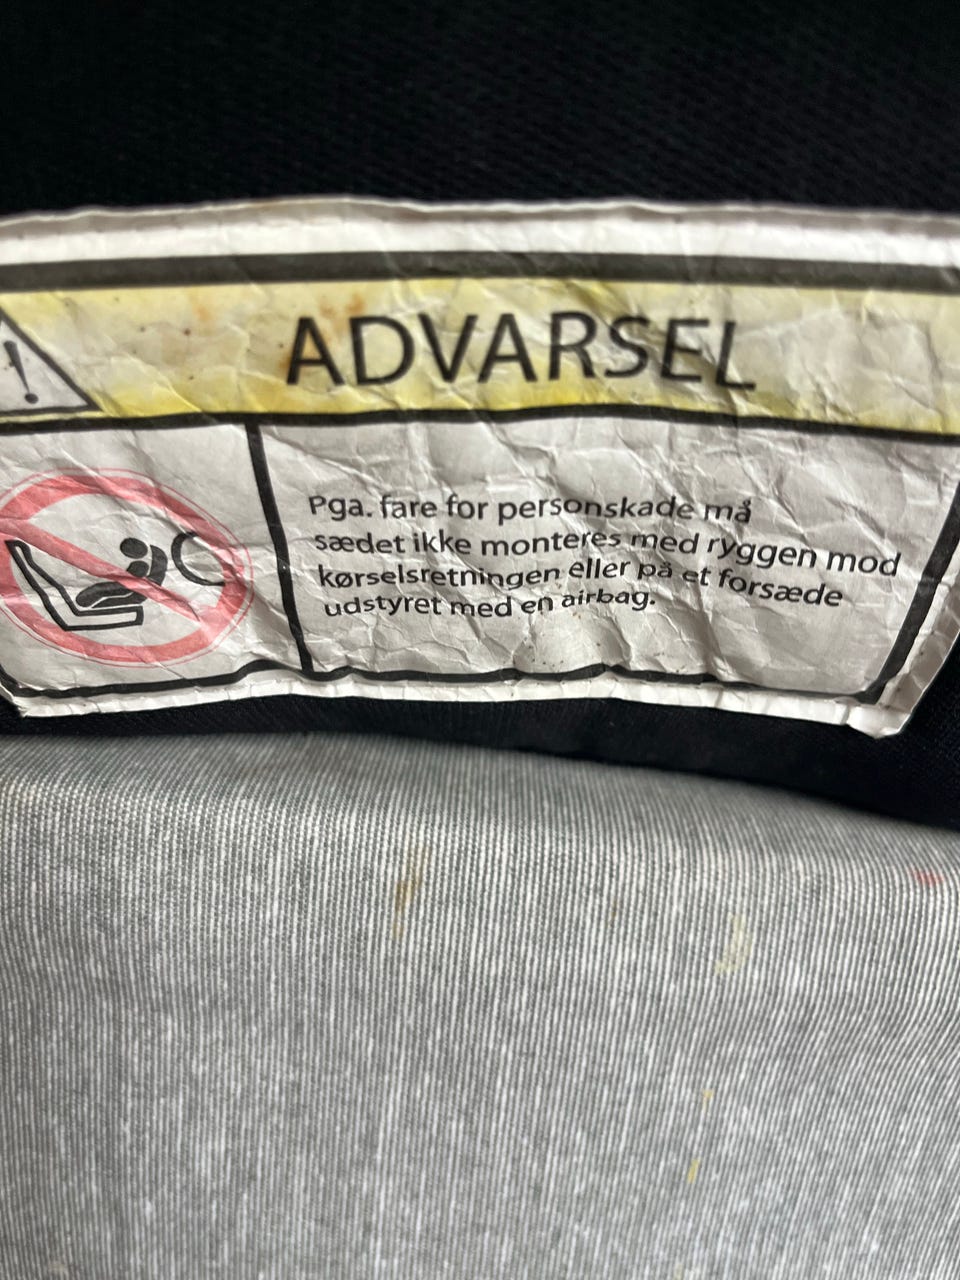 ADVARSEL
Pga. fare for personskade må
sædet ikke monteres med ryggen mod
kørselsretningen eller på et forsæde
udstyret med en airbag.